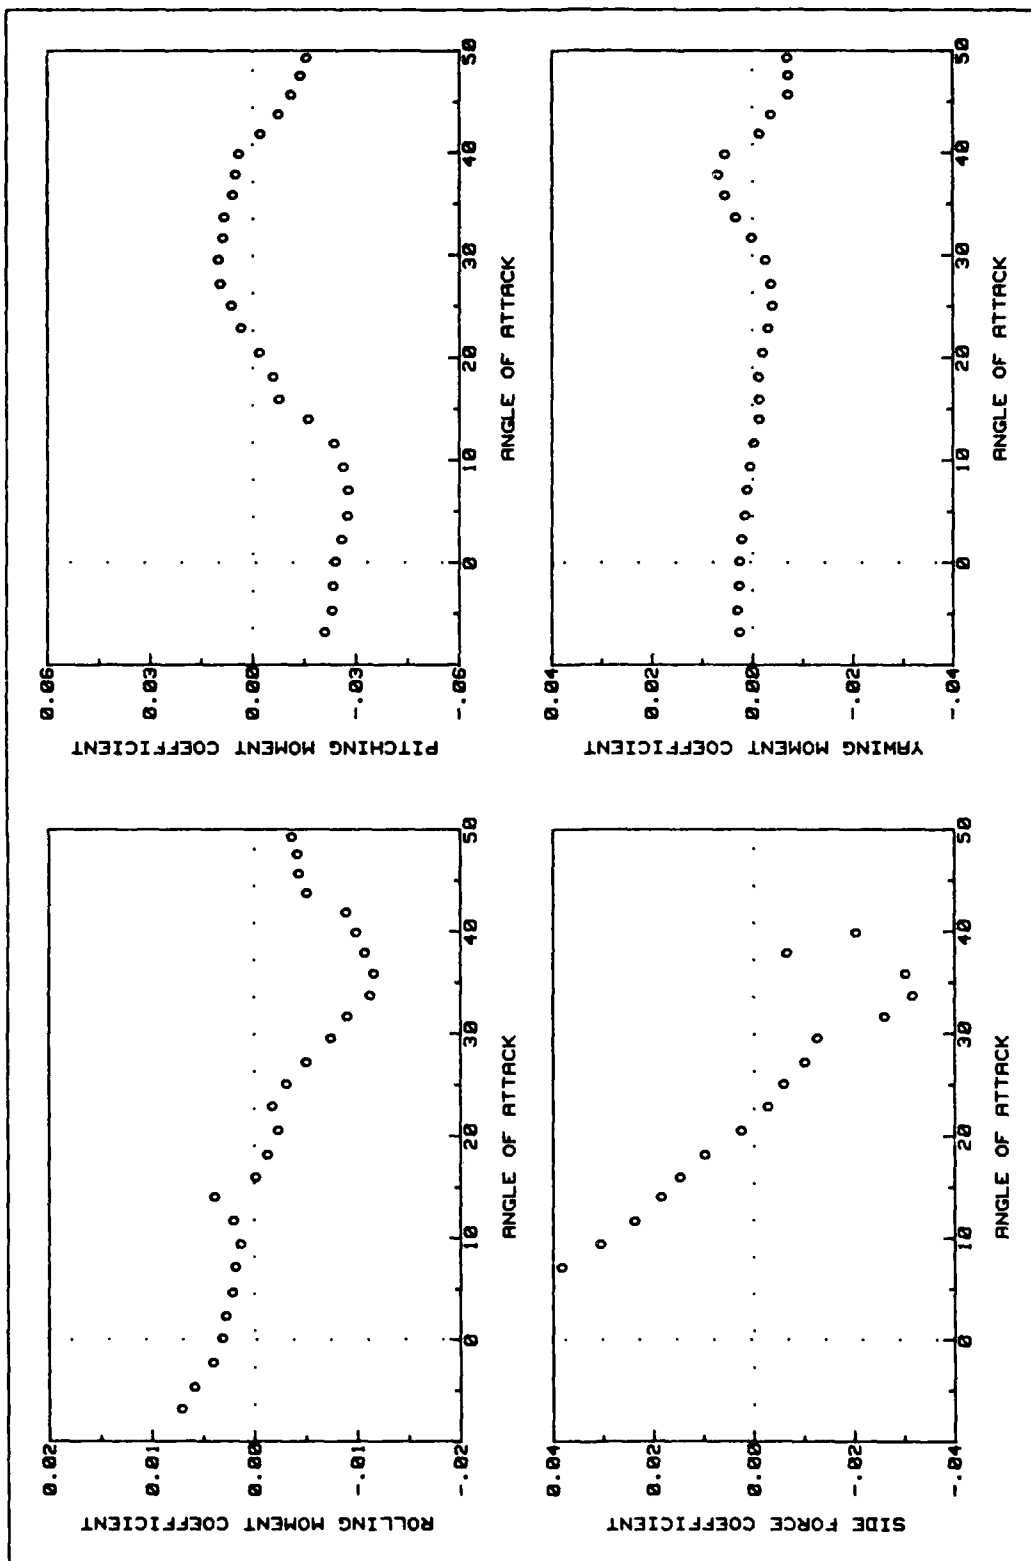 ROLLING MOMENT COEFFICIENT
0.02
0.01
0.00
-.01
-.02
0 10 20 30 40 50
ANGLE OF ATTACK
PITCHING MOMENT COEFFICIENT
0.06
0.03
0.00
-.03
-.06
0 10 20 30 40 50
ANGLE OF ATTACK
SIDE FORCE COEFFICIENT
0.04
0.02
0.00
-.02
-.04
0 10 20 30 40 50
ANGLE OF ATTACK
YAWING MOMENT COEFFICIENT
0.04
0.02
0.00
-.02
-.04
0 10 20 30 40 50
ANGLE OF ATTACK